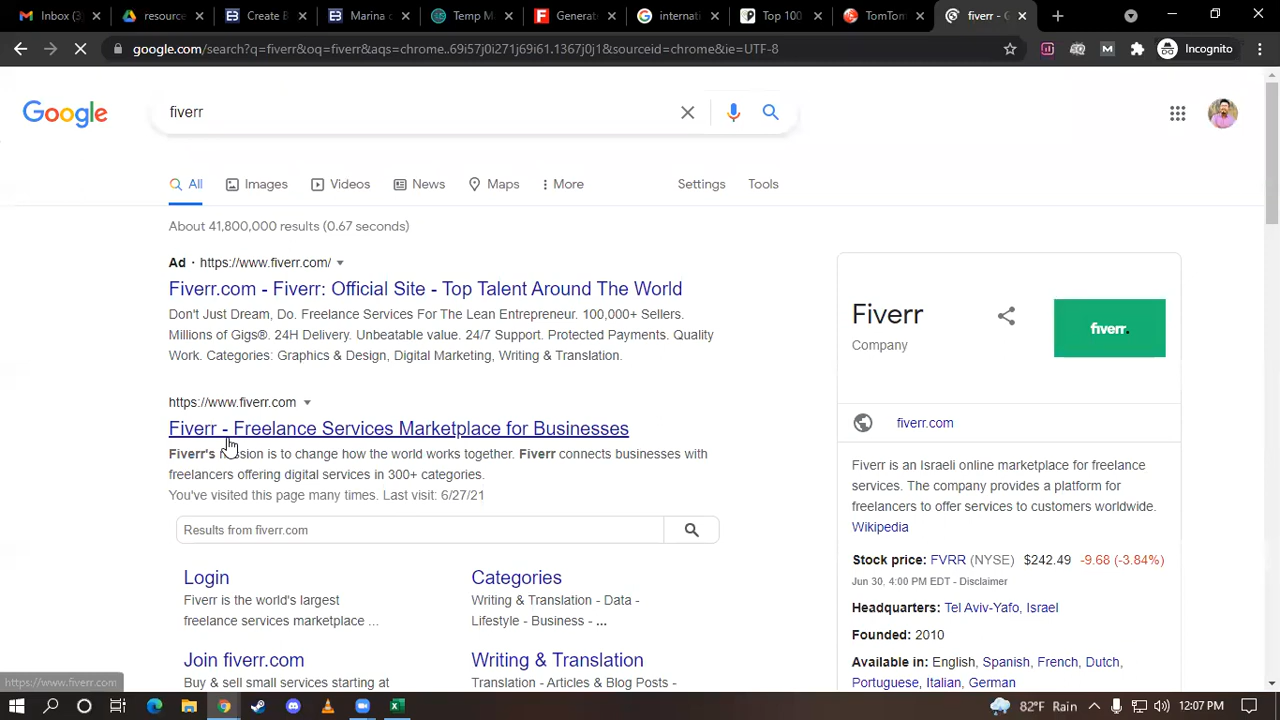 Inbox (3)
resource
Create B
Marina c
Temp M
Generat
internati
Top 100
TomTom
fiverr - G
google.com/search?q=fiverr&oq=fiverr&aqs=chrome..69i57j0i271j69i61.1367j0j1&sourceid=chrome&ie=UTF-8
Incognito
Google
fiverr
All
Images
Videos
News
Maps
More
Settings
Tools
About 41,800,000 results (0.67 seconds)
Ad · https://www.fiverr.com/
Fiverr.com - Fiverr: Official Site - Top Talent Around The World
Don't Just Dream, Do. Freelance Services For The Lean Entrepreneur. 100,000+ Sellers.
Millions of Gigs®. 24H Delivery. Unbeatable value. 24/7 Support. Protected Payments. Quality
Work. Categories: Graphics & Design, Digital Marketing, Writing & Translation.
https://www.fiverr.com
Fiverr - Freelance Services Marketplace for Businesses
Fiverr's is to change how the world works together. Fiverr connects businesses with
freelancers offering digital services in 300+ categories.
You've visited this page many times. Last visit: 6/27/21
Results from fiverr.com
Login
Fiverr is the world's largest
freelance services marketplace ...
Categories
Writing & Translation - Data -
Lifestyle - Business - ...
Join fiverr.com
Buy & sell small services starting at
Writing & Translation
Translation - Articles & Blog Posts -
Fiverr
Company
fiverr.
fiverr.com
Fiverr is an Israeli online marketplace for freelance
services. The company provides a platform for
freelancers to offer services to customers worldwide.
Wikipedia
Stock price: FVRR (NYSE) $242.49 -9.68 (-3.84%)
Jun 30, 4:00 PM EDT - Disclaimer
Headquarters: Tel Aviv-Yafo, Israel
Founded: 2010
Available in: English, Spanish, French, Dutch,
Portuguese, Italian, German
https://www.fiverr.com
82°F Rain
12:07 PM